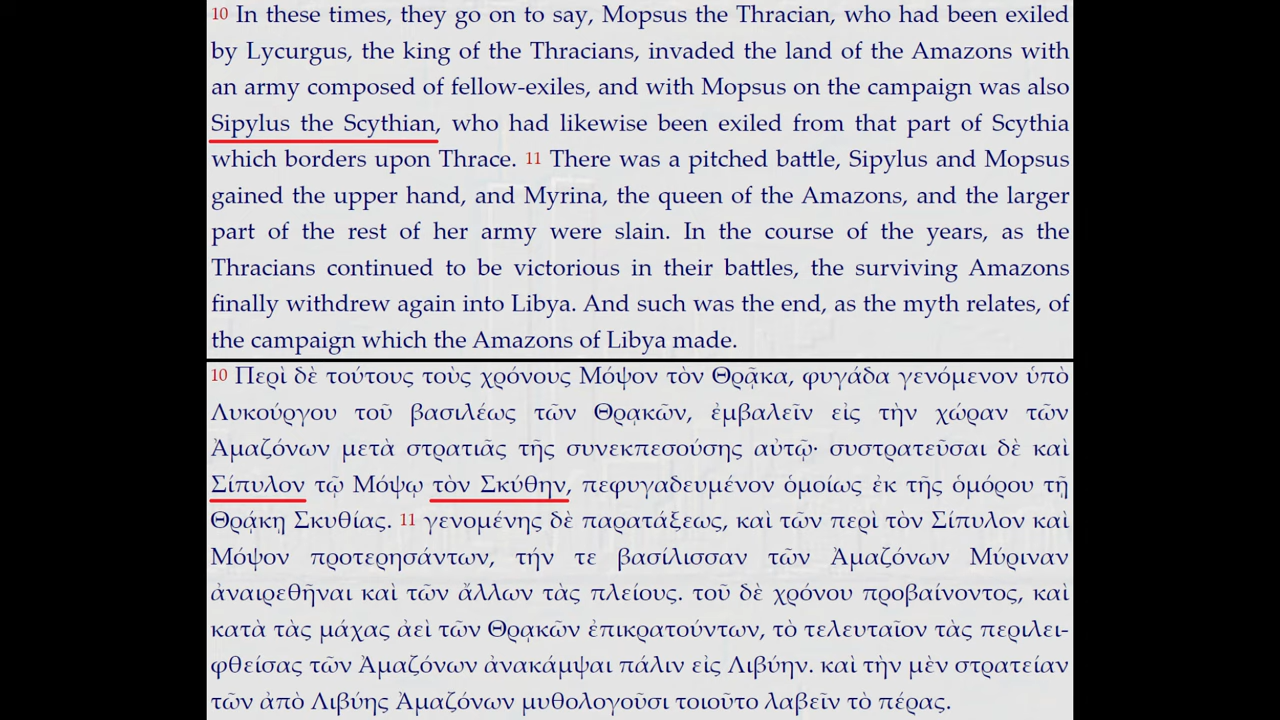 10 In these times, they go on to say, Mopsus the Thracian, who had been exiled
by Lycurgus, the king of the Thracians, invaded the land of the Amazons with
an army composed of fellow-exiles, and with Mopsus on the campaign was also
Sipylus the Scythian, who had likewise been exiled from that part of Scythia
which borders upon Thrace. 11 There was a pitched battle, Sipylus and Mopsus
gained the upper hand, and Myrina, the queen of the Amazons, and the larger
part of the rest of her army were slain. In the course of the years, as the
Thracians continued to be victorious in their battles, the surviving Amazons
finally withdrew again into Libya. And such was the end, as the myth relates, of
the campaign which the Amazons of Libya made.
10 Περὶ δὲ τούτους τοὺς χρόνους Μόψον τὸν Θρᾷκα, φυγάδα γενόμενον ὑπὸ
Λυκούργου τοῦ βασιλέως τῶν Θρᾳκῶν, ἐμβαλεῖν εἰς τὴν χώραν τῶν
Ἀμαζόνων μετὰ στρατιᾶς τῆς συνεκπεσούσης αὐτῷ· συστρατεῦσαι δὲ καὶ
Σίπυλον τῷ Μόψῳ τὸν Σκύθην, πεφυγαδευμένον ὁμοίως ἐκ τῆς ὁμόρου τῇ
Θρᾴκῃ Σκυθίας. 11 γενομένης δὲ παρατάξεως, καὶ τῶν περὶ τὸν Σίπυλον καὶ
Μόψον προτερησάντων, τήν τε βασίλισσαν τῶν Ἀμαζόνων Μύριναν
ἀναιρεθῆναι καὶ τῶν ἄλλων τὰς πλείους. τοῦ δὲ χρόνου προβαίνοντος, καὶ
κατὰ τὰς μάχας ἀεὶ τῶν Θρᾳκῶν ἐπικρατούντων, τὸ τελευταῖον τὰς περιλει-
φθείσας τῶν Ἀμαζόνων ἀνακάμψαι πάλιν εἰς Λιβύην. καὶ τὴν μὲν στρατείαν
τῶν ἀπὸ Λιβύης Ἀμαζόνων μυθολογοῦσι τοιοῦτο λαβεῖν τὸ πέρας.